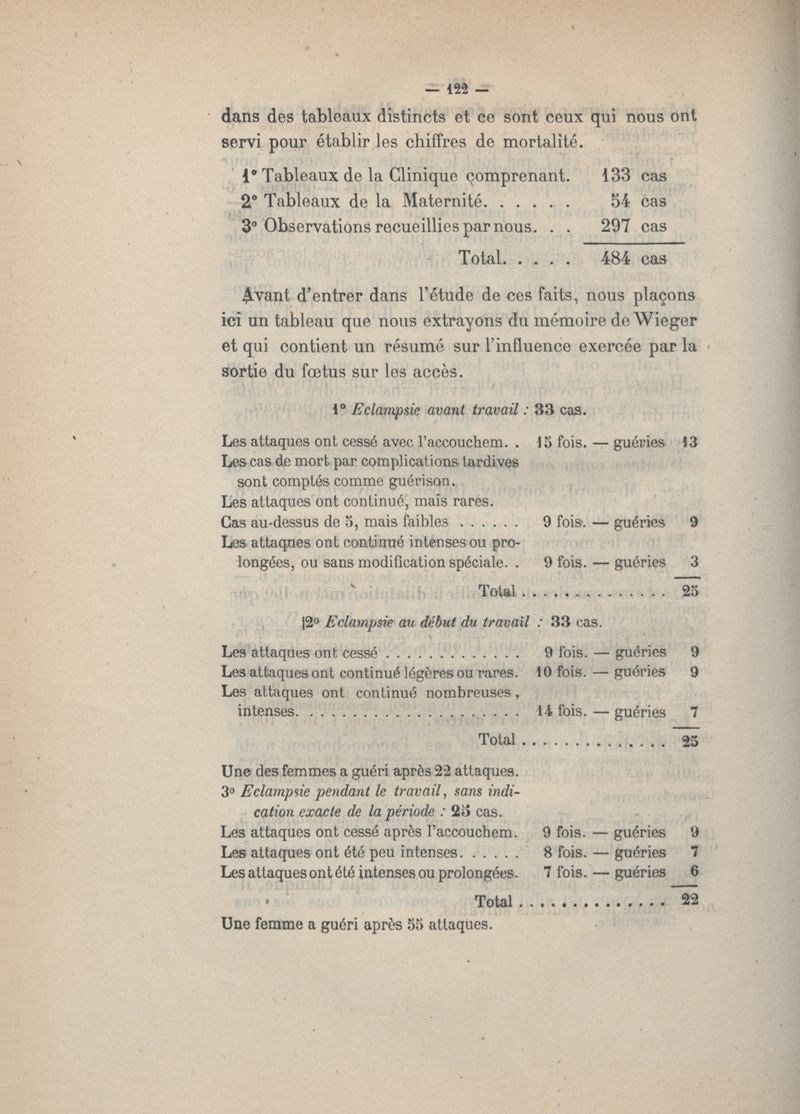 — 122 —
dans des tableaux distincts et ce sont ceux qui nous ont
servi pour établir les chiffres de mortalité.
1° Tableaux de la Clinique comprenant. 133 cas
2° Tableaux de la Maternité. . . . . . 54 cas
3° Observations recueillies par nous. . . 297 cas
Total. . . . . 484 cas
Avant d'entrer dans l'étude de ces faits, nous plaçons
ici un tableau que nous extrayons du mémoire de Wieger
et qui contient un résumé sur l'influence exercée par la
sortie du fœtus sur les accès.
1° Eclampsie avant travail : 33 cas.
Les attaques ont cessé avec l'accouchem. . 15 fois. — guéries 13
Les cas de mort par complications tardives
sont comptés comme guérison.
Les attaques ont continué, mais rares.
Cas au-dessus de 5, mais faibles . . . . . . 9 fois. — guéries 9
Les attaques ont continué intenses ou pro-
longées, ou sans modification spéciale. . 9 fois. — guéries 3
Total . . . . . . . . . . . . . . 25
|2° Eclampsie au début du travail : 33 cas.
Les attaques ont cessé . . . . . . . . . . . . . 9 fois. — guéries 9
Les attaques ont continué légères ou rares. 10 fois. — guéries 9
Les attaques ont continué nombreuses,
intenses. . . . . . . . . . . . . . . . . . . . . 14 fois. — guéries 7
Total . . . . . . . . . . . . . . 25
Une des femmes a guéri après 22 attaques.
3° Eclampsie pendant le travail, sans indi-
cation exacte de la période : 25 cas.
Les attaques ont cessé après l'accouchem. 9 fois. — guéries 9
Les attaques ont été peu intenses. . . . . . 8 fois. — guéries 7
Les attaques ont été intenses ou prolongées. 7 fois. — guéries 6
Total . . . . . . . . . . . . . . 22
Une femme a guéri après 55 attaques.